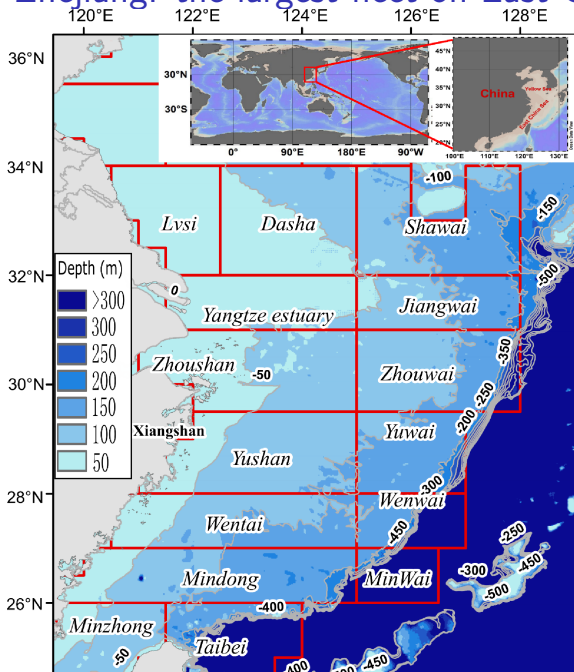 Zhejiang: the largest fleet on East
120°E 122°E 124°E 126°E 128°E
36°N
34°N
32°N
30°N
28°N
26°N
30°N
30°S
0° 90°E 180°E 90°W
45°N
40°N
35°N
30°N
25°N
20°N
100°E 110°E 120°E 130°E
China
Yellow Sea
East China Sea
-100
-150
Lvsi Dasha Shawai
-500
Depth (m)
>300
300
250
200
150
100
50
0
Yangtze estuary Jiangwai
-350
Zhoushan -50 Zhouwai
-250
-200
Xiangshan
Yuwai
Yushan
-300
Wenwai
Wentai
-450
-250
-450
-300
-500
Mindong MinWai
-400
Minzhong
Taibei
-50
-400
-450